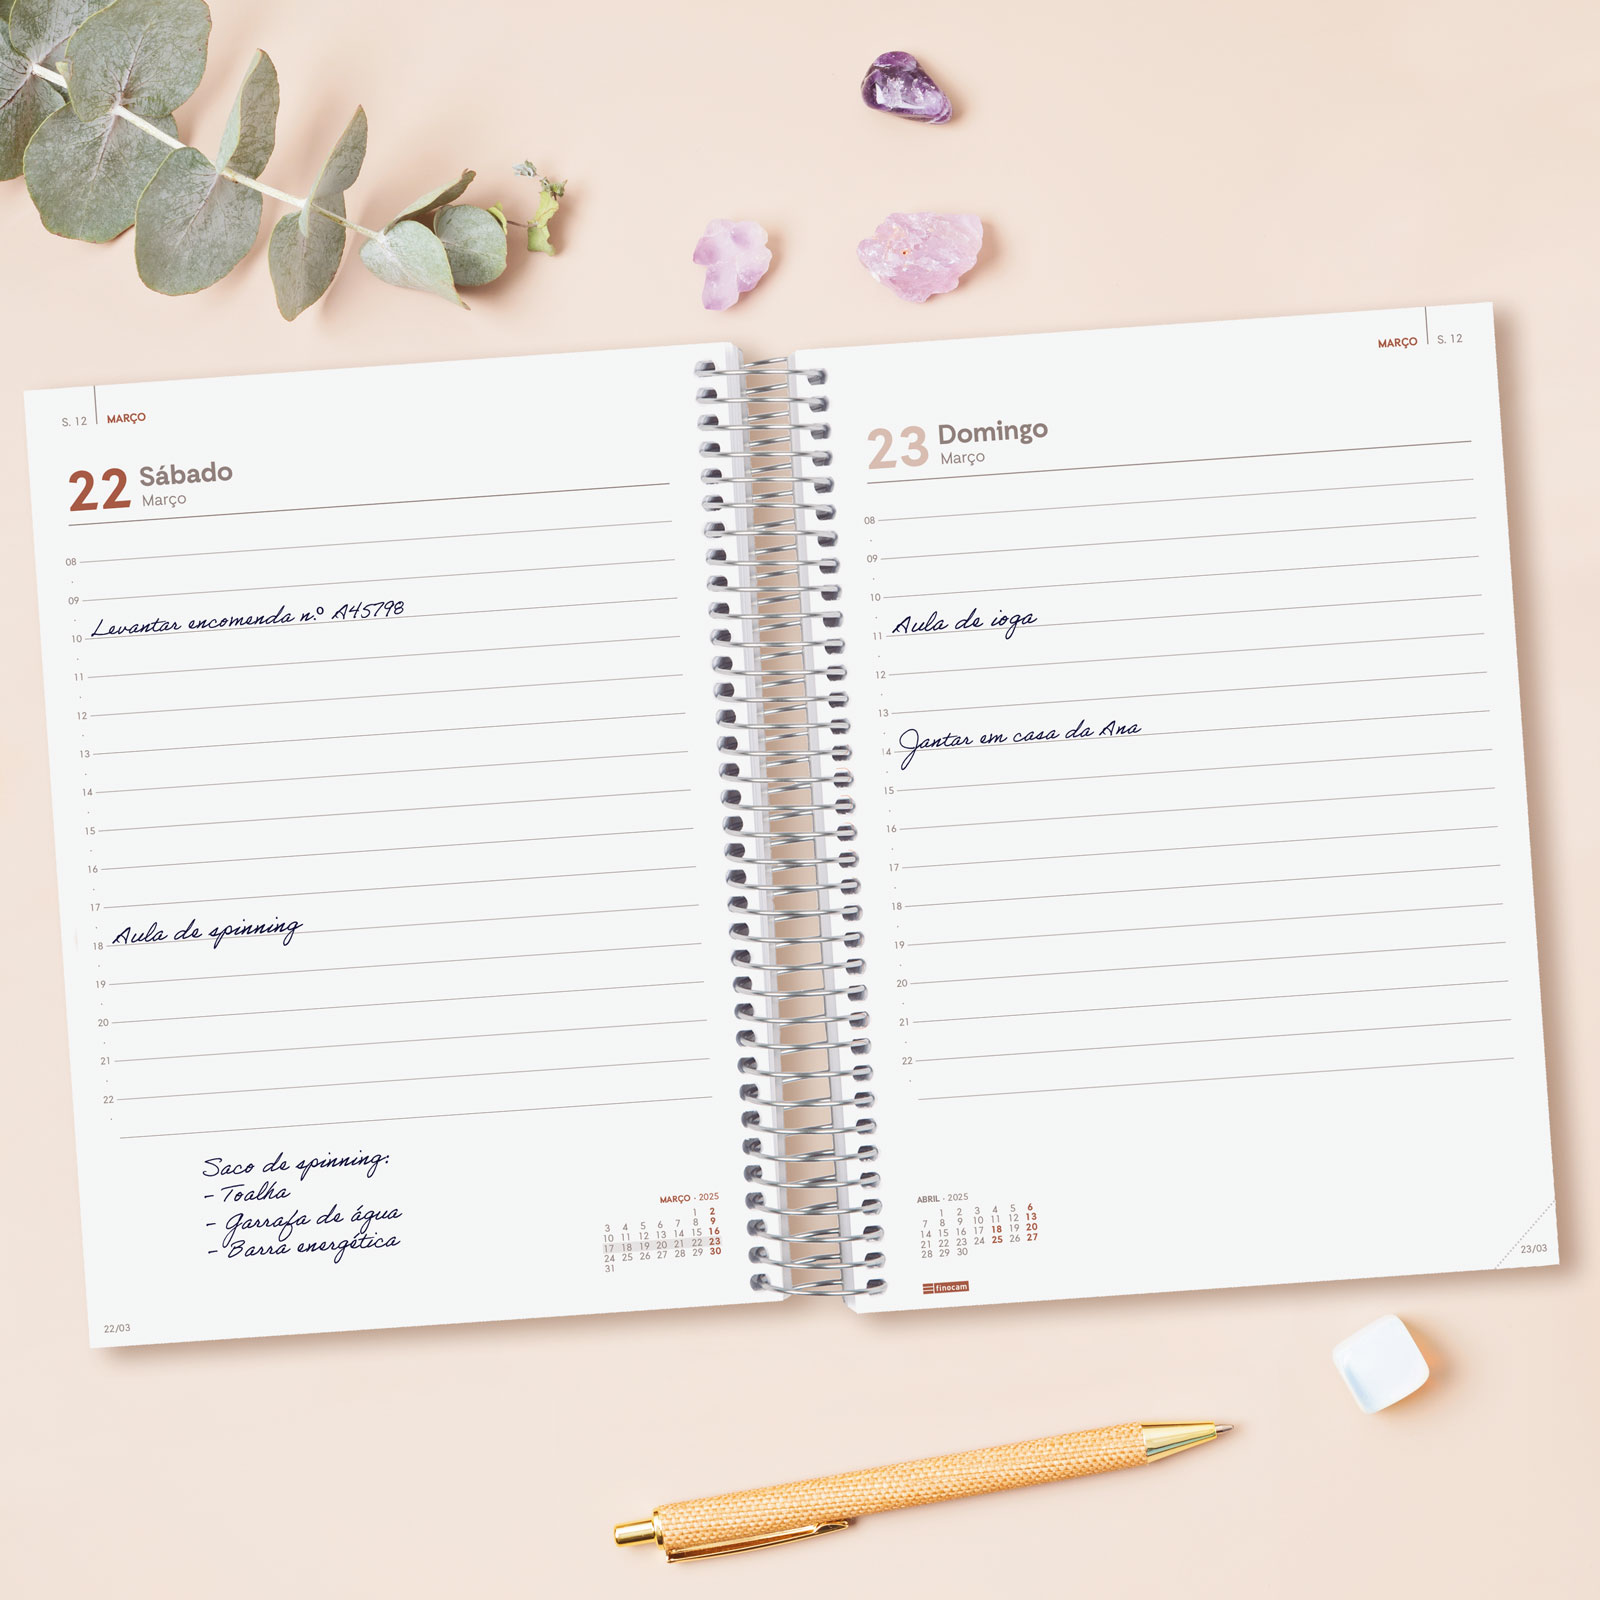 S. 12 MARÇO
22 Sábado
Março
08
09
Levantar encomenda n.º A45798
10
11
12
13
14
15
16
17
Aula de spinning
18
19
20
21
22
Saco de spinning:
- Toalha
- Garrafa de água
- Barra energética
MARÇO - 2025
1 2
3 4 5 6 7 8 9
10 11 12 13 14 15 16
17 18 19 20 21 22 23
24 25 26 27 28 29 30
31
22/03
MARÇO S. 12
23 Domingo
Março
08
09
10
Aula de ioga
11
12
13
Jantar em casa da Ana
14
15
16
17
18
19
20
21
22
ABRIL - 2025
1 2 3 4 5 6
7 8 9 10 11 12 13
14 15 16 17 18 19 20
21 22 23 24 25 26 27
28 29 30
finocam
23/03